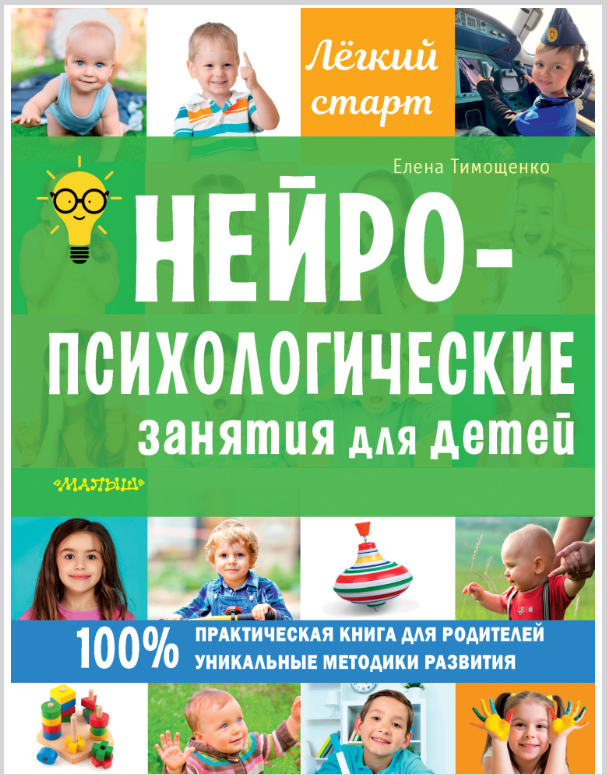 Лёгкий
старт
Елена Тимощенко
НЕЙРО-
ПСИХОЛОГИЧЕСКИЕ
занятия для детей
«МАЛЫШ»
100% ПРАКТИЧЕСКАЯ КНИГА ДЛЯ РОДИТЕЛЕЙ
УНИКАЛЬНЫЕ МЕТОДИКИ РАЗВИТИЯ